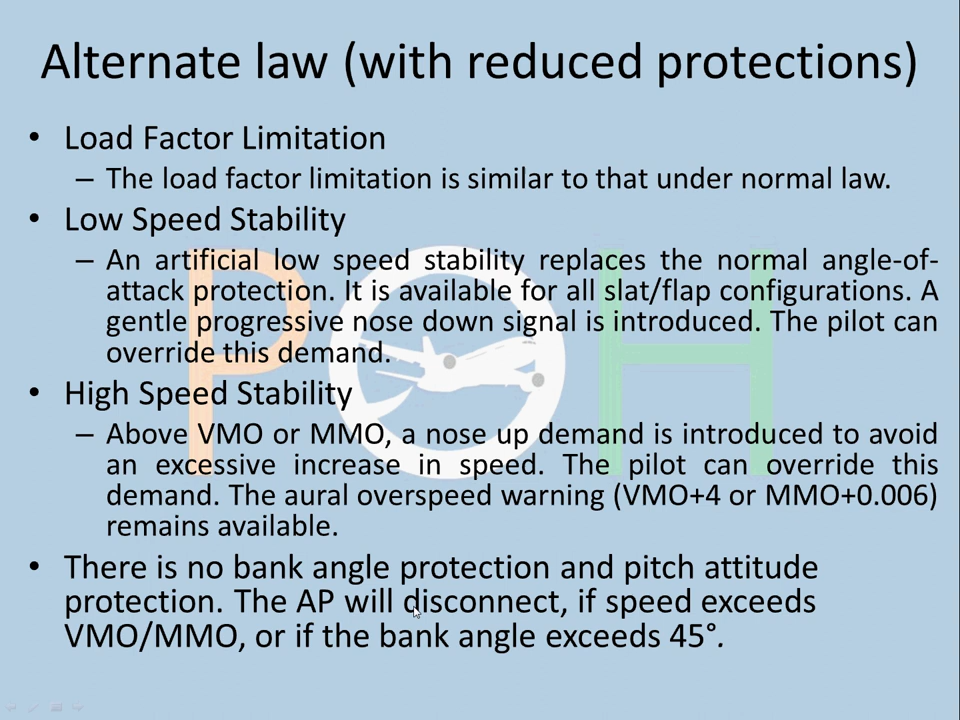 Alternate law (with reduced protections)
• Load Factor Limitation
– The load factor limitation is similar to that under normal law.
• Low Speed Stability
– An artificial low speed stability replaces the normal angle-of-
attack protection. It is available for all slat/flap configurations. A
gentle progressive nose down signal is introduced. The pilot can
override this demand.
• High Speed Stability
– Above VMO or MMO, a nose up demand is introduced to avoid
an excessive increase in speed. The pilot can override this
demand. The aural overspeed warning (VMO+4 or MMO+0.006)
remains available.
• There is no bank angle protection and pitch attitude
protection. The AP will disconnect, if speed exceeds
VMO/MMO, or if the bank angle exceeds 45°.
POH